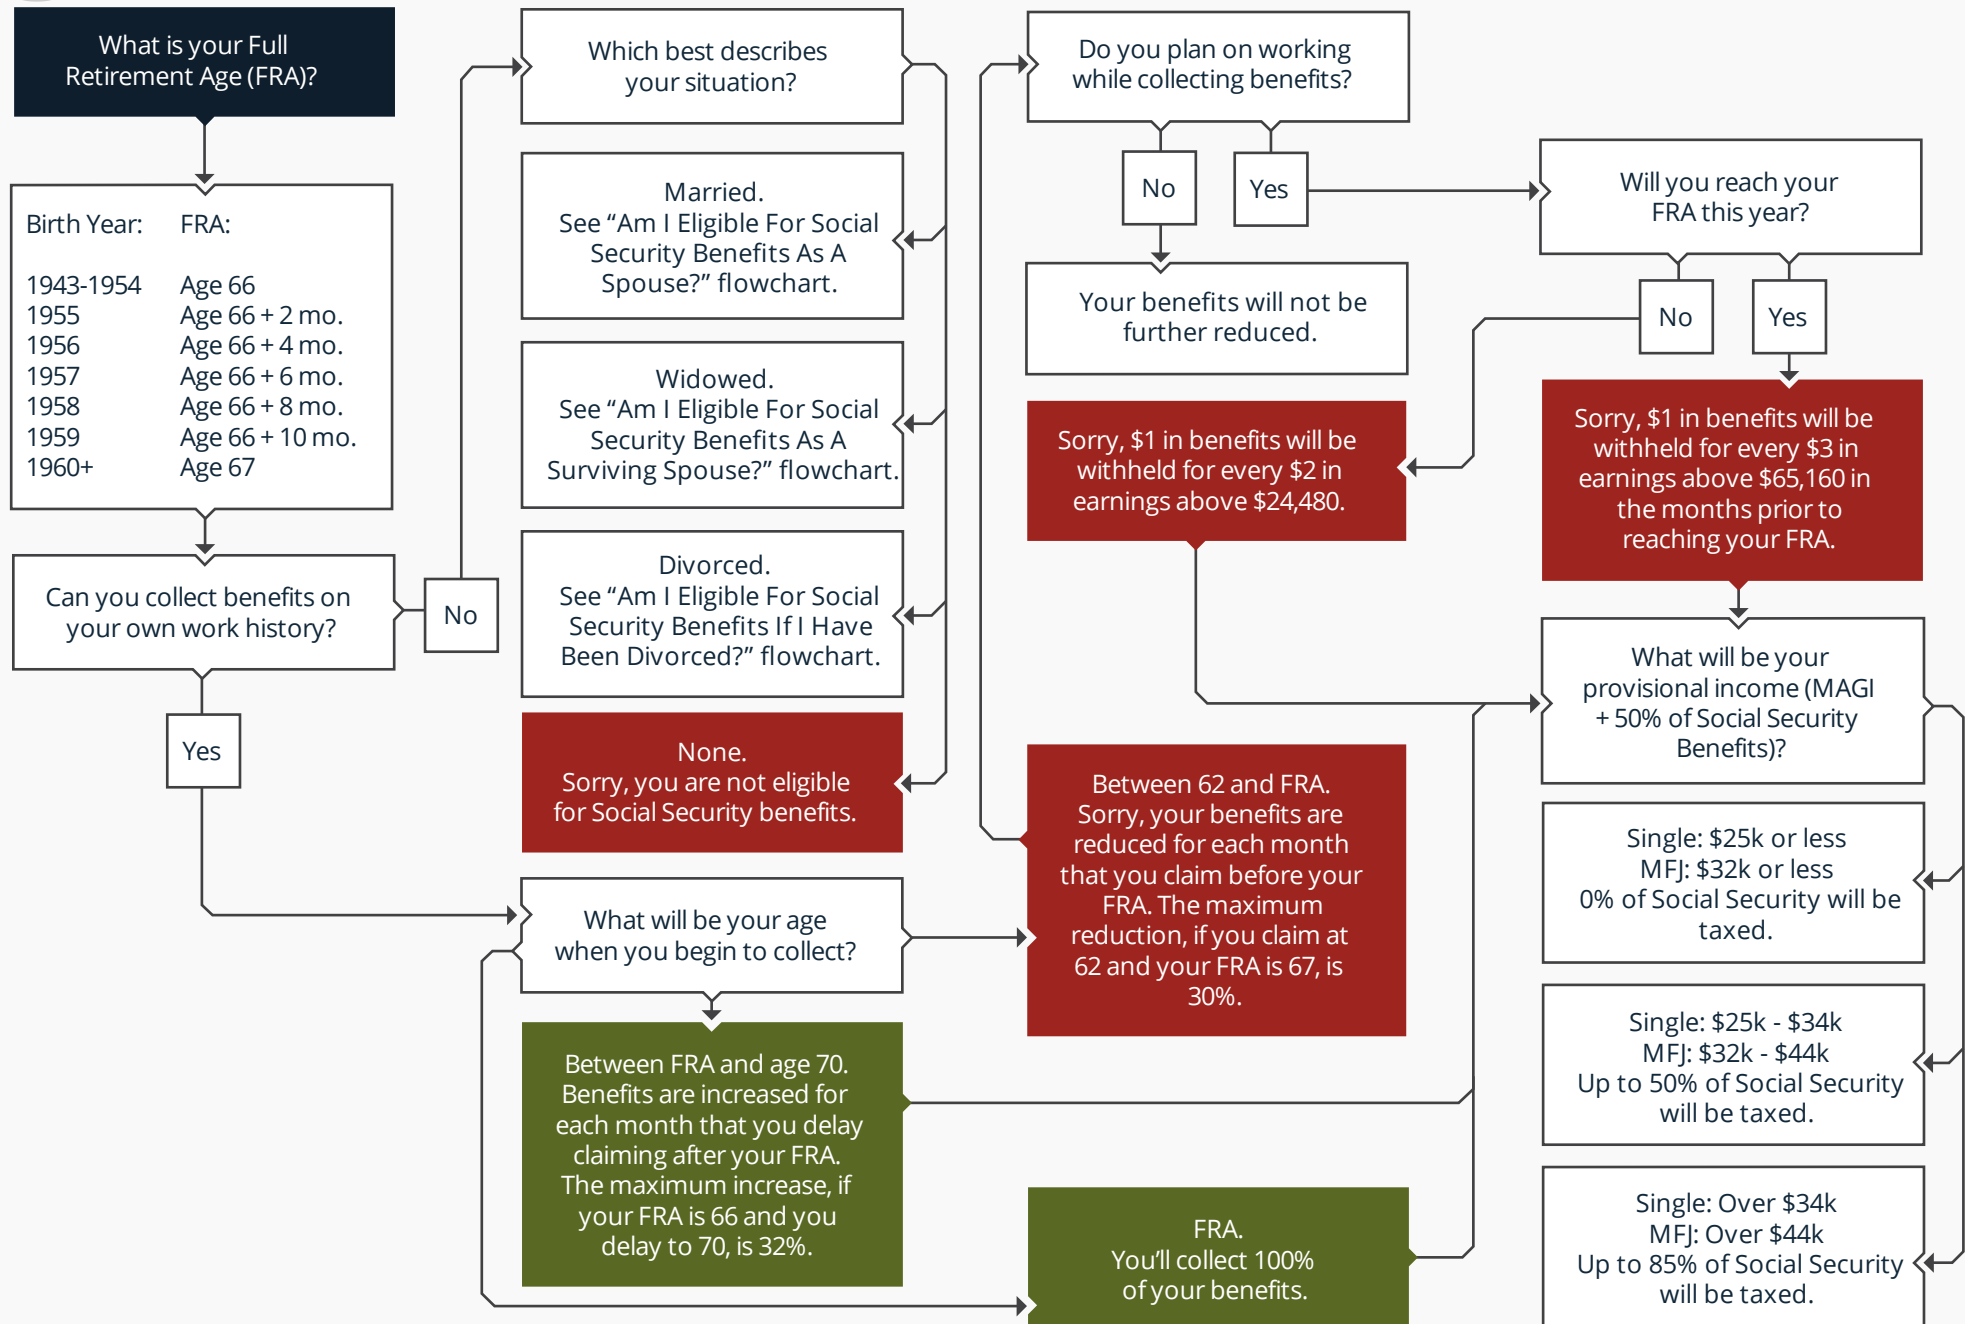 What is your Full
Retirement Age (FRA)?
Birth Year: FRA:
1943-1954 Age 66
1955 Age 66 + 2 mo.
1956 Age 66 + 4 mo.
1957 Age 66 + 6 mo.
1958 Age 66 + 8 mo.
1959 Age 66 + 10 mo.
1960+ Age 67
Can you collect benefits on
your own work history?
No
Yes
Which best describes
your situation?
Married.
See “Am I Eligible For Social
Security Benefits As A
Spouse?” flowchart.
Widowed.
See “Am I Eligible For Social
Security Benefits As A
Surviving Spouse?” flowchart.
Divorced.
See “Am I Eligible For Social
Security Benefits If I Have
Been Divorced?” flowchart.
None.
Sorry, you are not eligible
for Social Security benefits.
What will be your age
when you begin to collect?
Between FRA and age 70.
Benefits are increased for
each month that you delay
claiming after your FRA.
The maximum increase, if
your FRA is 66 and you
delay to 70, is 32%.
Do you plan on working
while collecting benefits?
No
Yes
Your benefits will not be
further reduced.
Sorry, $1 in benefits will be
withheld for every $2 in
earnings above $24,480.
Between 62 and FRA.
Sorry, your benefits are
reduced for each month
that you claim before your
FRA. The maximum
reduction, if you claim at
62 and your FRA is 67, is
30%.
FRA.
You’ll collect 100%
of your benefits.
Will you reach your
FRA this year?
No
Yes
Sorry, $1 in benefits will be
withheld for every $3 in
earnings above $65,160 in
the months prior to
reaching your FRA.
What will be your
provisional income (MAGI
+ 50% of Social Security
Benefits)?
Single: $25k or less
MFJ: $32k or less
0% of Social Security will be
taxed.
Single: $25k - $34k
MFJ: $32k - $44k
Up to 50% of Social Security
will be taxed.
Single: Over $34k
MFJ: Over $44k
Up to 85% of Social Security
will be taxed.